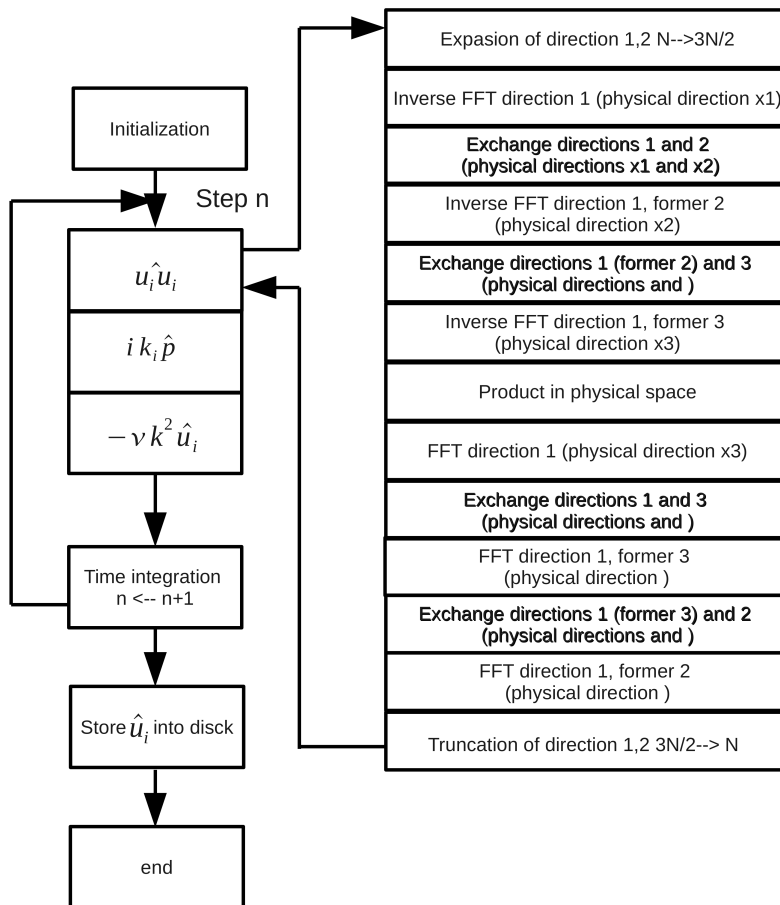 Initialization
Step n
û_i u_i
i k_i p̂
− ν k² û_i
Time integration
n <-- n+1
Store û_i into disck
end
Expasion of direction 1,2 N-->3N/2
Inverse FFT direction 1 (physical direction x1)
Exchange directions 1 and 2
(physical directions x1 and x2)
Inverse FFT direction 1, former 2
(physical direction x2)
Exchange directions 1 (former 2) and 3
(physical directions and )
Inverse FFT direction 1, former 3
(physical direction x3)
Product in physical space
FFT direction 1 (physical direction x3)
Exchange directions 1 and 3
(physical directions and )
FFT direction 1, former 3
(physical direction )
Exchange directions 1 (former 3) and 2
(physical directions and )
FFT direction 1, former 2
(physical direction )
Truncation of direction 1,2 3N/2--> N